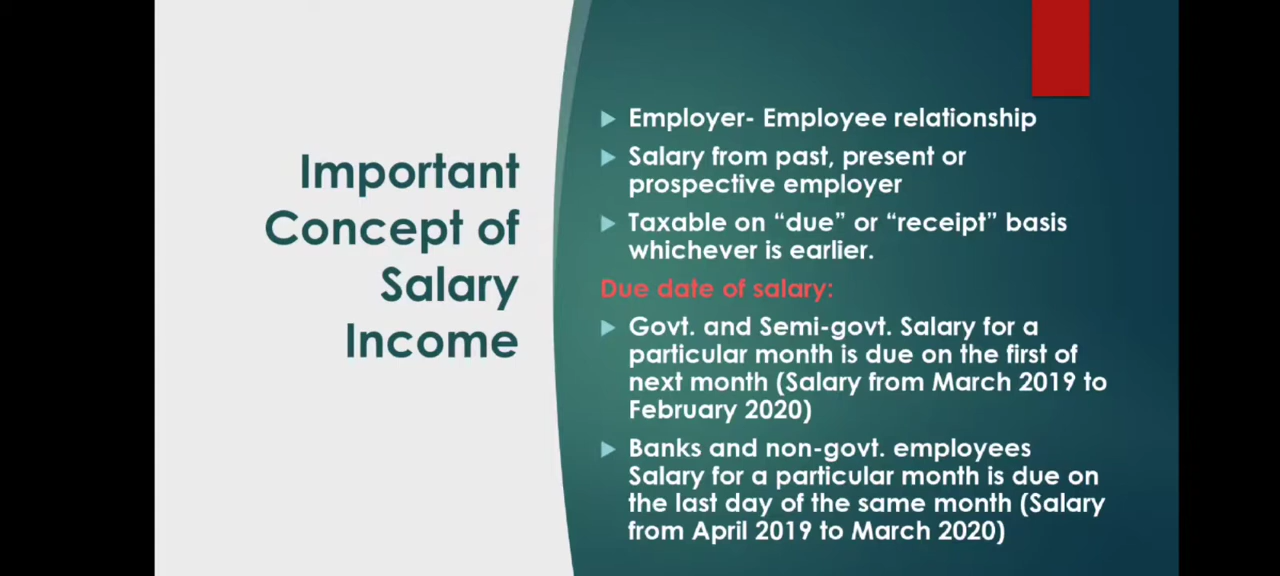 Important
Concept of
Salary
Income
Employer- Employee relationship
Salary from past, present or
prospective employer
Taxable on “due” or “receipt” basis
whichever is earlier.
Due date of salary:
Govt. and Semi-govt. Salary for a
particular month is due on the first of
next month (Salary from March 2019 to
February 2020)
Banks and non-govt. employees
Salary for a particular month is due on
the last day of the same month (Salary
from April 2019 to March 2020)